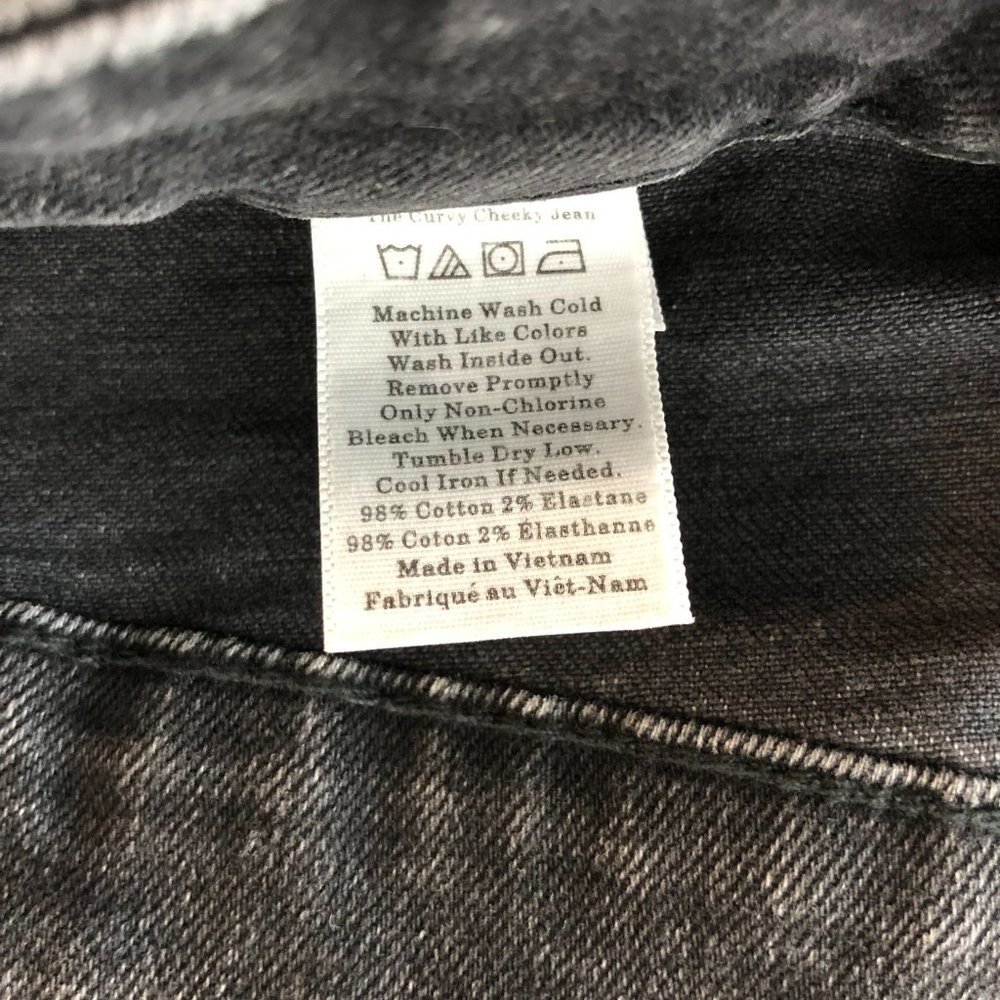 The Curvy Cheeky Jean
Machine Wash Cold
With Like Colors
Wash Inside Out.
Remove Promptly
Only Non-Chlorine
Bleach When Necessary.
Tumble Dry Low.
Cool Iron If Needed.
98% Cotton 2% Elastane
98% Coton 2% Élasthanne
Made in Vietnam
Fabriqué au Viêt-Nam